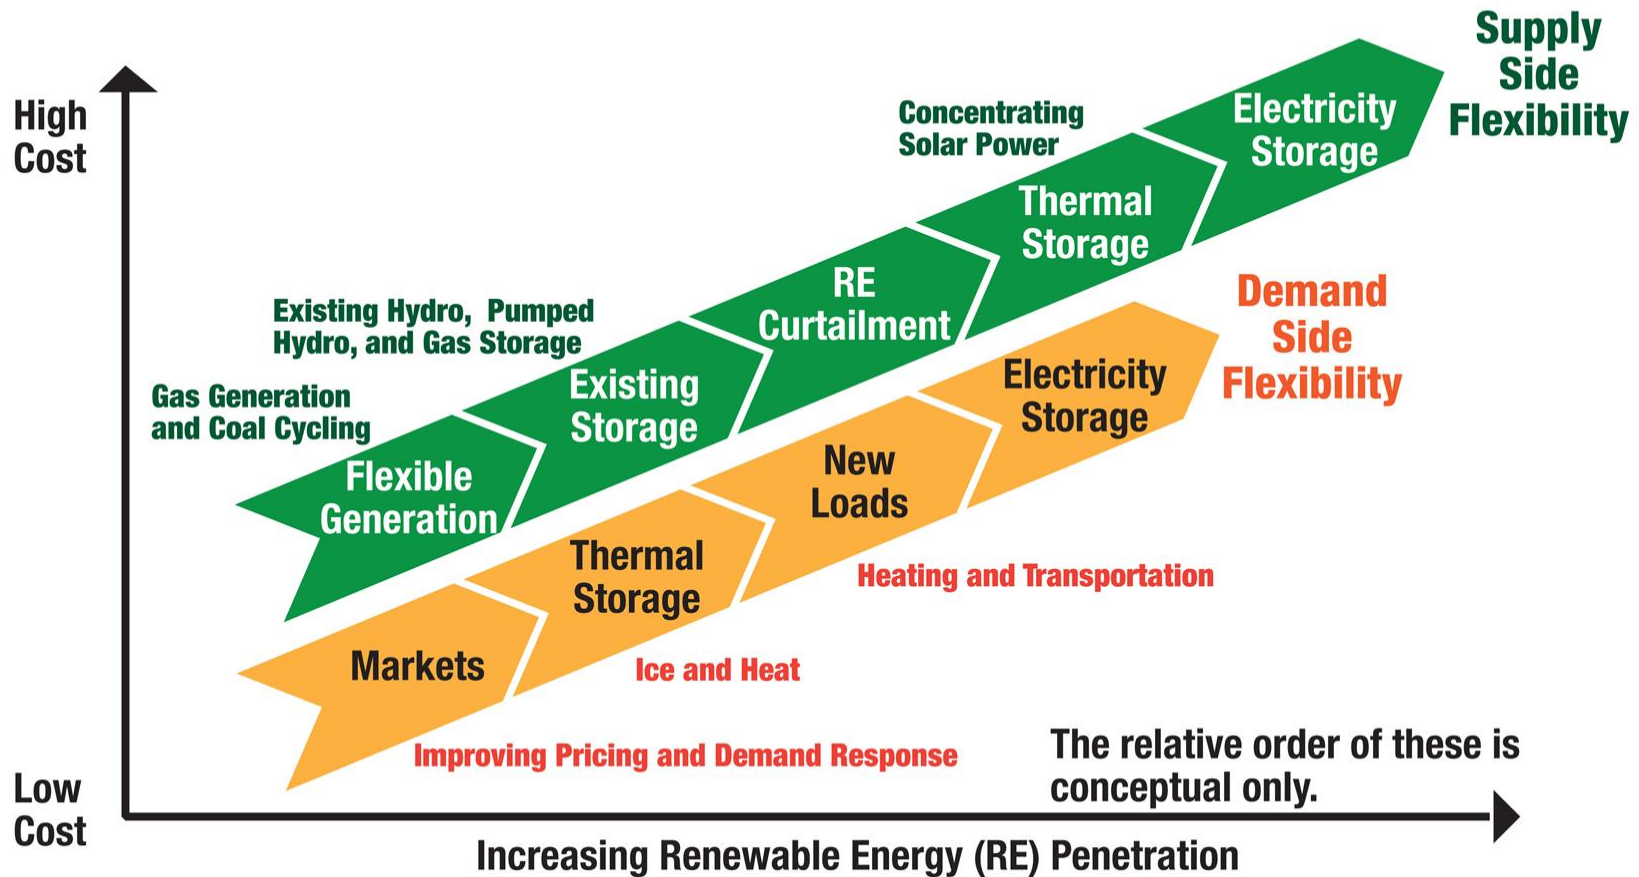 Supply
Side
Flexibility
High
Cost
Concentrating
Solar Power
Electricity
Storage
Thermal
Storage
RE
Curtailment
Existing Hydro, Pumped
Hydro, and Gas Storage
Existing
Storage
Gas Generation
and Coal Cycling
Flexible
Generation
Demand
Side
Flexibility
Electricity
Storage
New
Loads
Heating and Transportation
Thermal
Storage
Ice and Heat
Markets
Improving Pricing and Demand Response
The relative order of these is
conceptual only.
Low
Cost
Increasing Renewable Energy (RE) Penetration